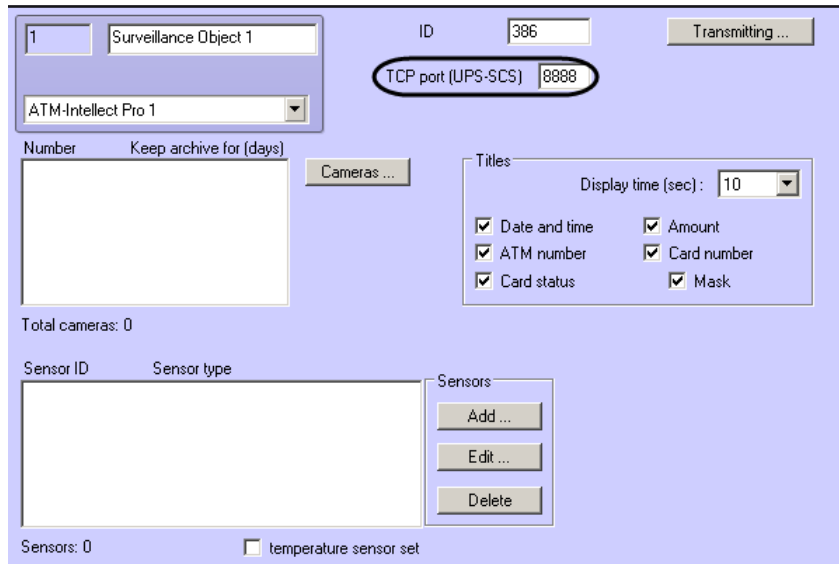 1 Surveillance Object 1
ID 386
Transmitting ...
TCP port (UPS-SCS) 8888
ATM-Intellect Pro 1
Number Keep archive for (days)
Cameras ...
Titles
Display time (sec) : 10
Date and time Amount
ATM number Card number
Card status Mask
Total cameras: 0
Sensor ID Sensor type
Sensors
Add ...
Edit ...
Delete
Sensors: 0 temperature sensor set